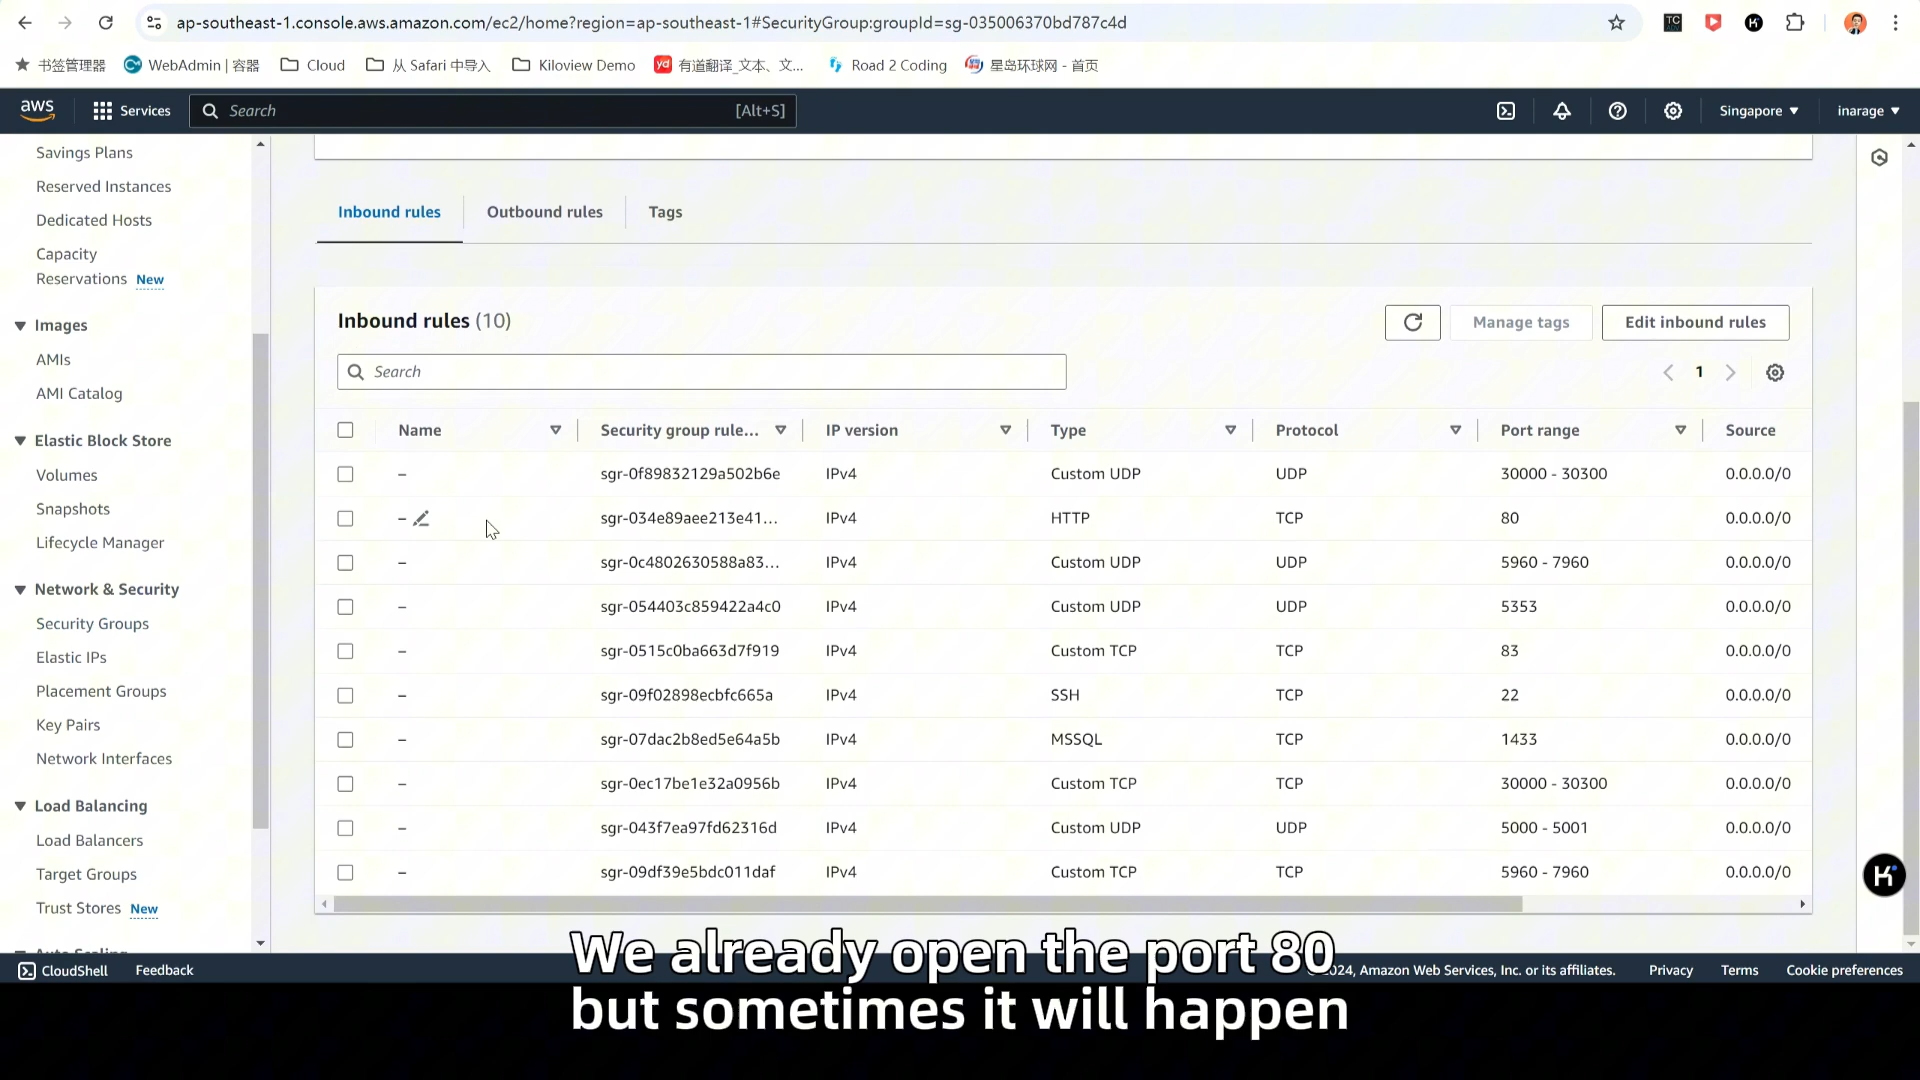 ap-southeast-1.console.aws.amazon.com/ec2/home?region=ap-southeast-1#SecurityGroup:groupId=sg-035006370bd787c4d
书签管理器 WebAdmin | 容器 Cloud 从 Safari 中导入 Kiloview Demo 有道翻译_文本、文... Road 2 Coding 星岛环球网 - 首页
aws Services Search [Alt+S] Singapore inarage
Savings Plans
Reserved Instances
Dedicated Hosts
Capacity
Reservations New
Images
AMIs
AMI Catalog
Elastic Block Store
Volumes
Snapshots
Lifecycle Manager
Network & Security
Security Groups
Elastic IPs
Placement Groups
Key Pairs
Network Interfaces
Load Balancing
Load Balancers
Target Groups
Trust Stores New
Auto Scaling
Inbound rules Outbound rules Tags
Inbound rules (10) Manage tags Edit inbound rules
Search 1
Name Security group rule... IP version Type Protocol Port range Source
– sgr-0f89832129a502b6e IPv4 Custom UDP UDP 30000 - 30300 0.0.0.0/0
– sgr-034e89aee213e41... IPv4 HTTP TCP 80 0.0.0.0/0
– sgr-0c4802630588a83... IPv4 Custom UDP UDP 5960 - 7960 0.0.0.0/0
– sgr-054403c859422a4c0 IPv4 Custom UDP UDP 5353 0.0.0.0/0
– sgr-0515c0ba663d7f919 IPv4 Custom TCP TCP 83 0.0.0.0/0
– sgr-09f02898ecbfc665a IPv4 SSH TCP 22 0.0.0.0/0
– sgr-07dac2b8ed5e64a5b IPv4 MSSQL TCP 1433 0.0.0.0/0
– sgr-0ec17be1e32a0956b IPv4 Custom TCP TCP 30000 - 30300 0.0.0.0/0
– sgr-043f7ea97fd62316d IPv4 Custom UDP UDP 5000 - 5001 0.0.0.0/0
– sgr-09df39e5bdc011daf IPv4 Custom TCP TCP 5960 - 7960 0.0.0.0/0
CloudShell Feedback 2024, Amazon Web Services, Inc. or its affiliates. Privacy Terms Cookie preferences
We already open the port 80
but sometimes it will happen